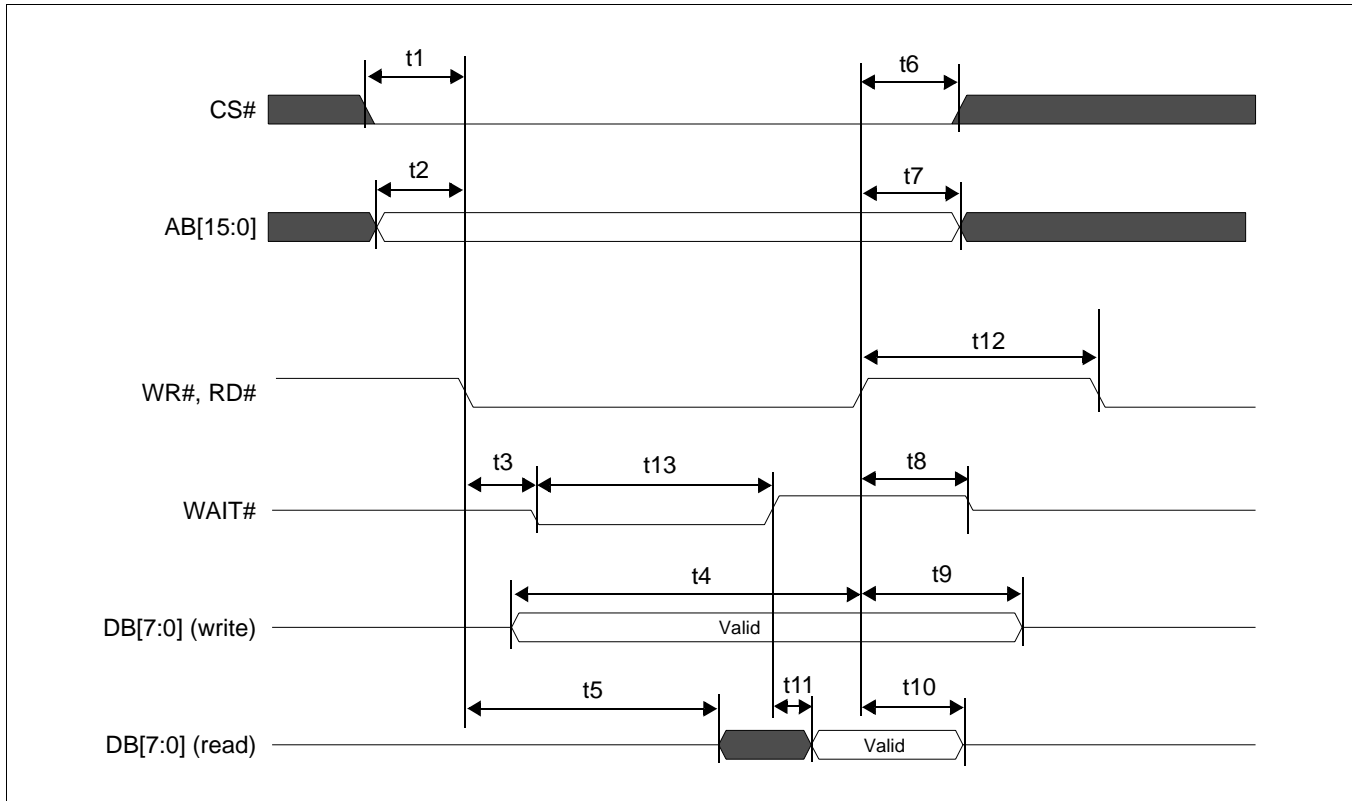 t1 t6
CS#
t2 t7
AB[15:0]
t12
WR#, RD#
t3 t13 t8
WAIT#
t4 t9
DB[7:0] (write) Valid
t5 t11 t10
DB[7:0] (read) Valid